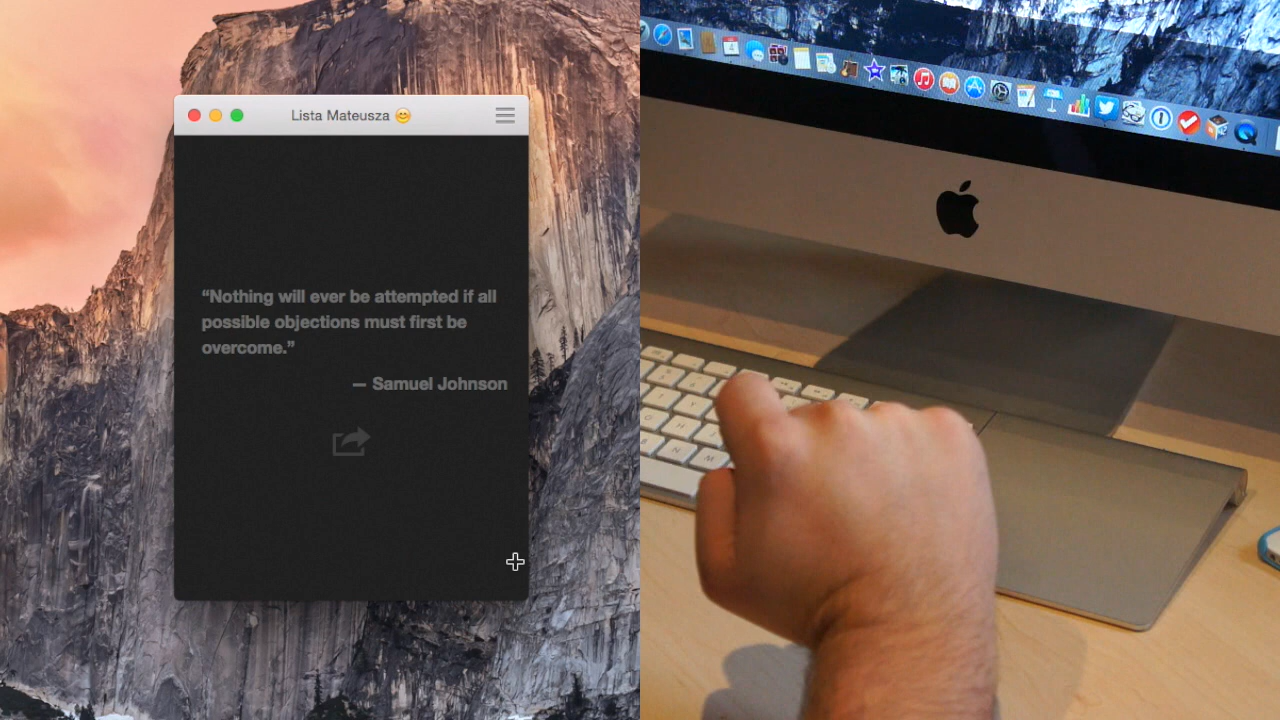 Lista Mateusza 😊
“Nothing will ever be attempted if all
possible objections must first be
overcome.”
— Samuel Johnson